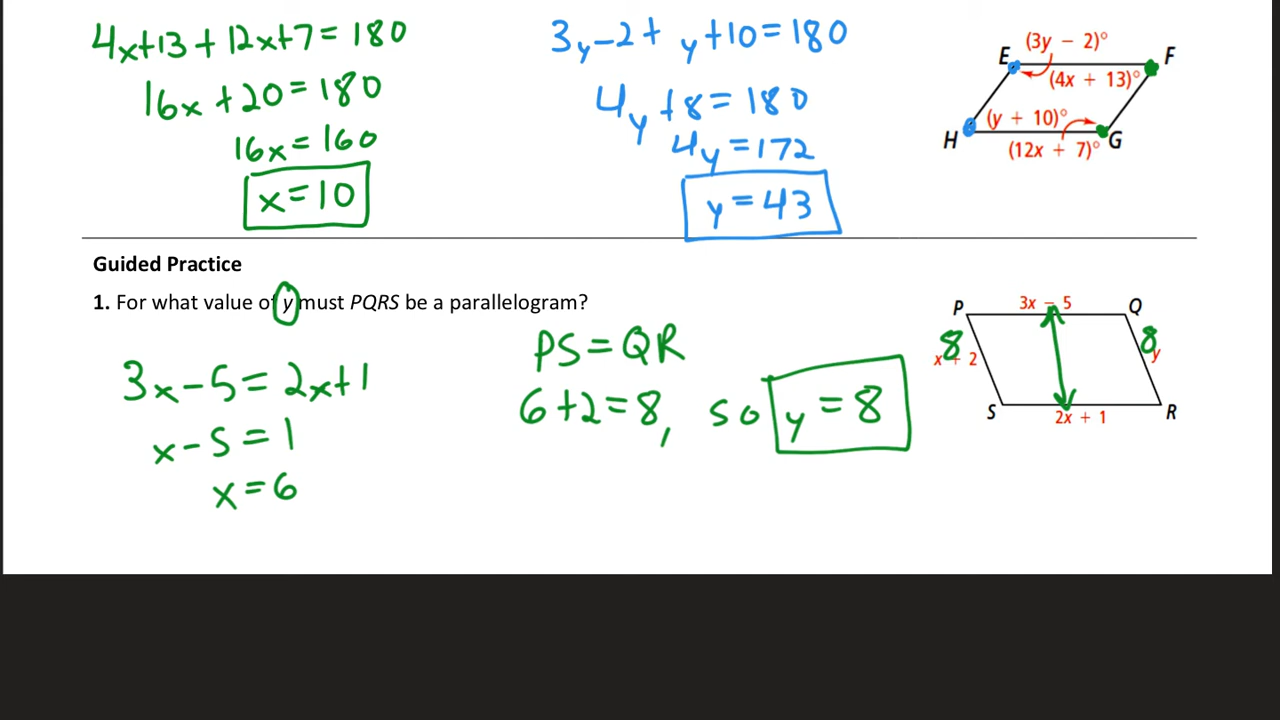 4x+13 + 12x+7 = 180
16x + 20 = 180
16x = 160
x = 10
3y-2 + y+10 = 180
4y + 8 = 180
4y = 172
y = 43
E
(3y − 2)°
F
(4x + 13)°
(y + 10)°
H
G
(12x + 7)°
Guided Practice
1. For what value of y must PQRS be a parallelogram?
3x - 5 = 2x+1
x - 5 = 1
x = 6
PS = QR
6+2 = 8, so y = 8
P
3x − 5
Q
8
8
x + 2
y
S
2x + 1
R